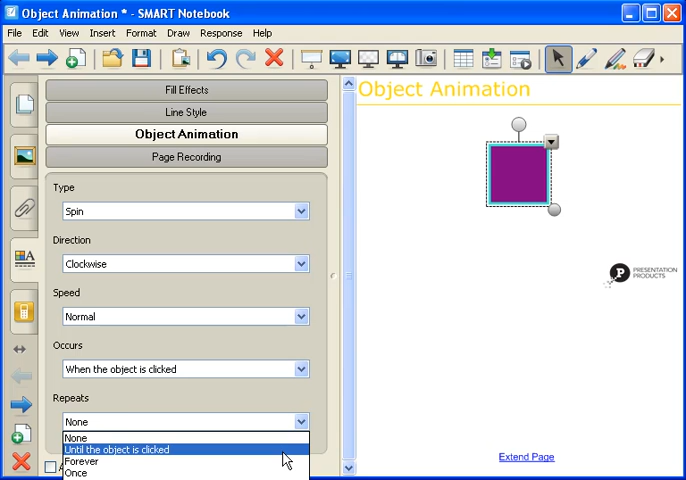 Object Animation * - SMART Notebook
File Edit View Insert Format Draw Response Help
Fill Effects
Line Style
Object Animation
Page Recording
Type
Spin
Direction
Clockwise
Speed
Normal
Occurs
When the object is clicked
Repeats
None
None
Until the object is clicked
Forever
Once
A
Object Animation
P PRESENTATION
PRODUCTS
Extend Page